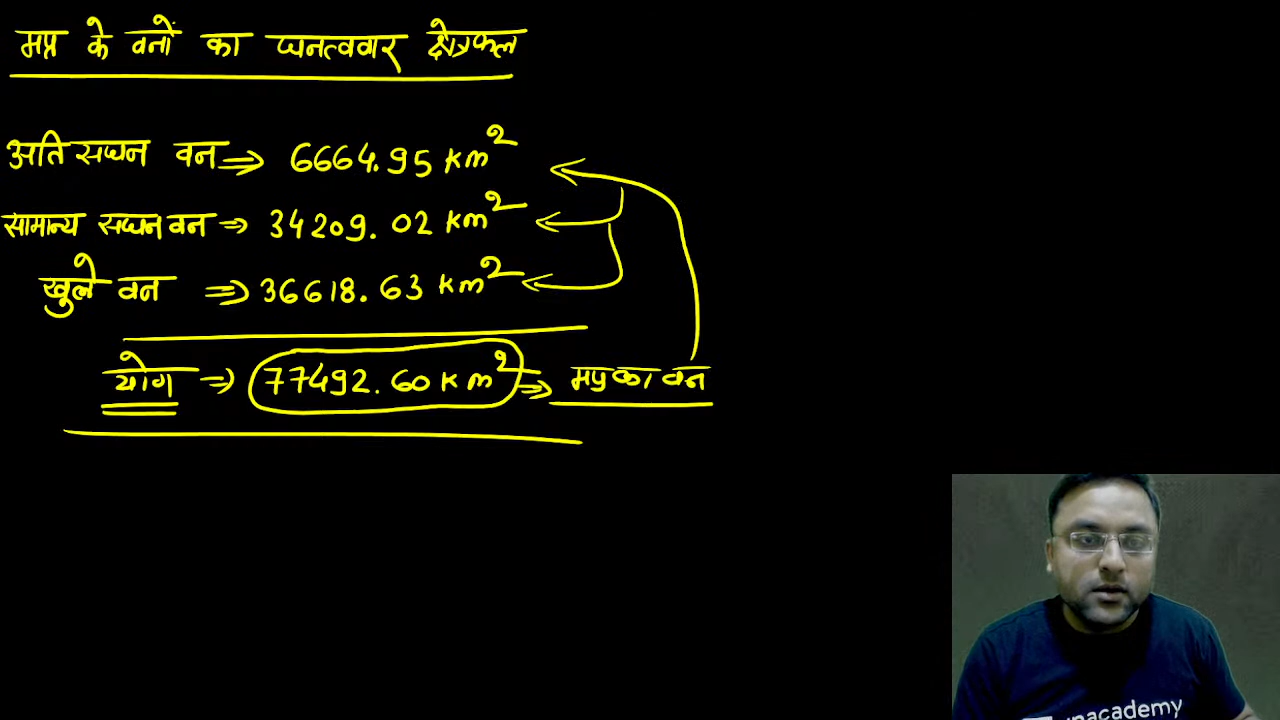 मप्र के वनों का घनत्ववार क्षेत्रफल
अति सघन वन ⇒ 6664.95 km²
सामान्य सघन वन ⇒ 34209.02 km²
खुले वन ⇒ 36618.63 km²
योग ⇒ 77492.60 km² ⇒ मप्र का वन
unacademy